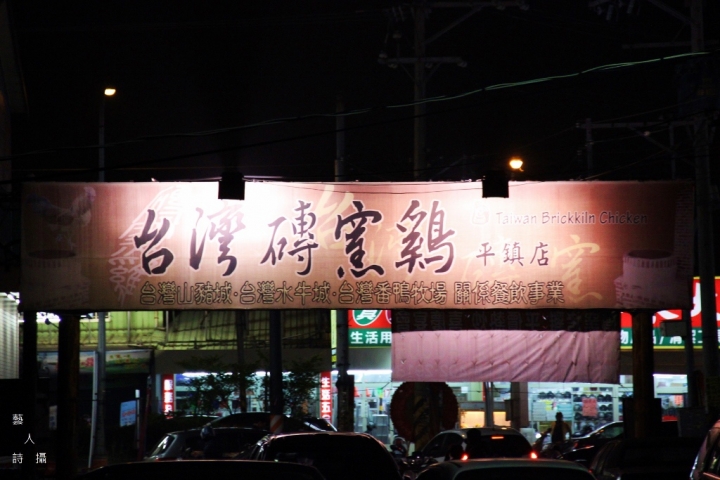 台灣磚窯雞
Taiwan Brickkiln Chicken
平鎮店
台灣山豬城·台灣水牛城·台灣番鴨牧場 關係餐飲事業
生活用
藝人
詩攝